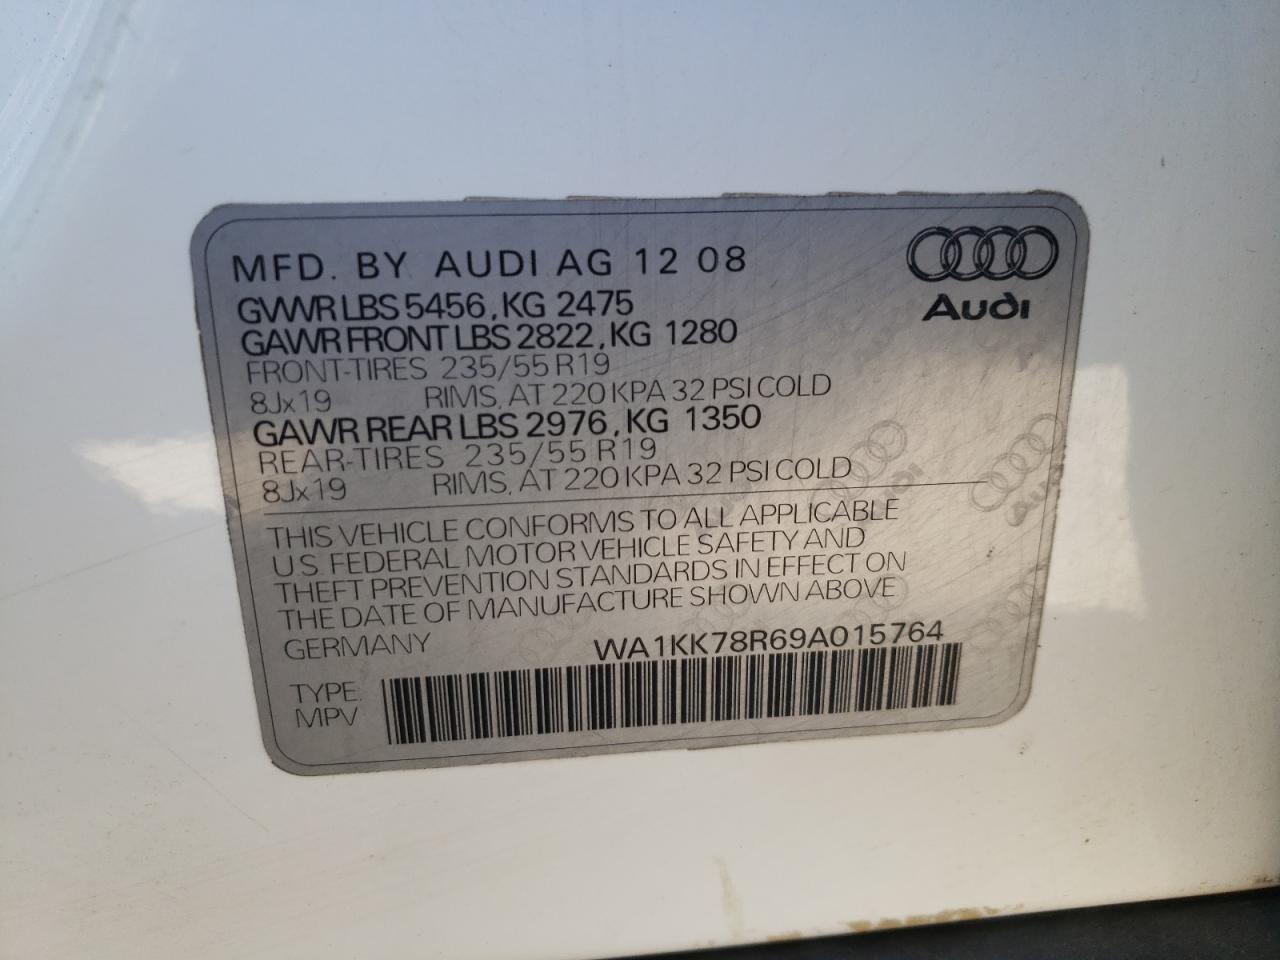 MFD. BY AUDI AG 12 08
Audi
GVWR LBS 5456, KG 2475
GAWR FRONT LBS 2822, KG 1280
FRONT-TIRES 235/55 R19
8Jx19 RIMS, AT 220 KPA 32 PSI COLD
GAWR REAR LBS 2976, KG 1350
REAR-TIRES 235/55 R19
8Jx19 RIMS, AT 220 KPA 32 PSI COLD
THIS VEHICLE CONFORMS TO ALL APPLICABLE
U.S. FEDERAL MOTOR VEHICLE SAFETY AND
THEFT PREVENTION STANDARDS IN EFFECT ON
THE DATE OF MANUFACTURE SHOWN ABOVE
GERMANY WA1KK78R69A015764
TYPE:
MPV